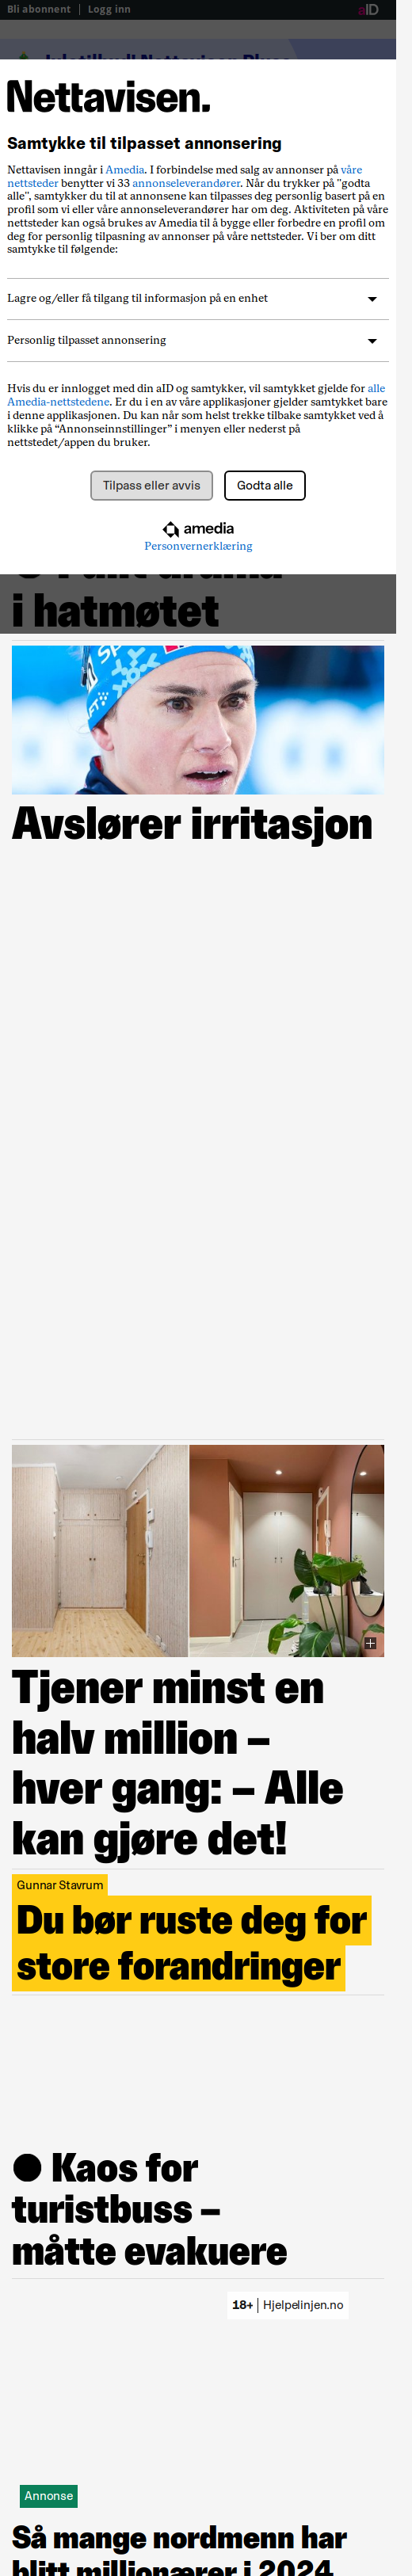 Bli abonnent | Logg inn
aID
Nettavisen.
Samtykke til tilpasset annonsering
Nettavisen inngår i Amedia. I forbindelse med salg av annonser på våre
nettsteder benytter vi 33 annonseleverandører. Når du trykker på "godta
alle", samtykker du til at annonsene kan tilpasses deg personlig basert på en
profil som vi eller våre annonseleverandører har om deg. Aktiviteten på våre
nettsteder kan også brukes av Amedia til å bygge eller forbedre en profil om
deg for personlig tilpasning av annonser på våre nettsteder. Vi ber om ditt
samtykke til følgende:
Lagre og/eller få tilgang til informasjon på en enhet
Personlig tilpasset annonsering
Hvis du er innlogget med din aID og samtykker, vil samtykket gjelde for alle
Amedia-nettstedene. Er du i en av våre applikasjoner gjelder samtykket bare
i denne applikasjonen. Du kan når som helst trekke tilbake samtykket ved å
klikke på “Annonseinnstillinger” i menyen eller nederst på
nettstedet/appen du bruker.
Tilpass eller avvis
Godta alle
amedia
Personvernerklæring
i hatmøtet
Avslører irritasjon
Tjener minst en
halv million –
hver gang: – Alle
kan gjøre det!
Gunnar Stavrum
Du bør ruste deg for
store forandringer
● Kaos for
turistbuss –
måtte evakuere
18+ | Hjelpelinjen.no
Annonse
Så mange nordmenn har
blitt millionærer i 2024